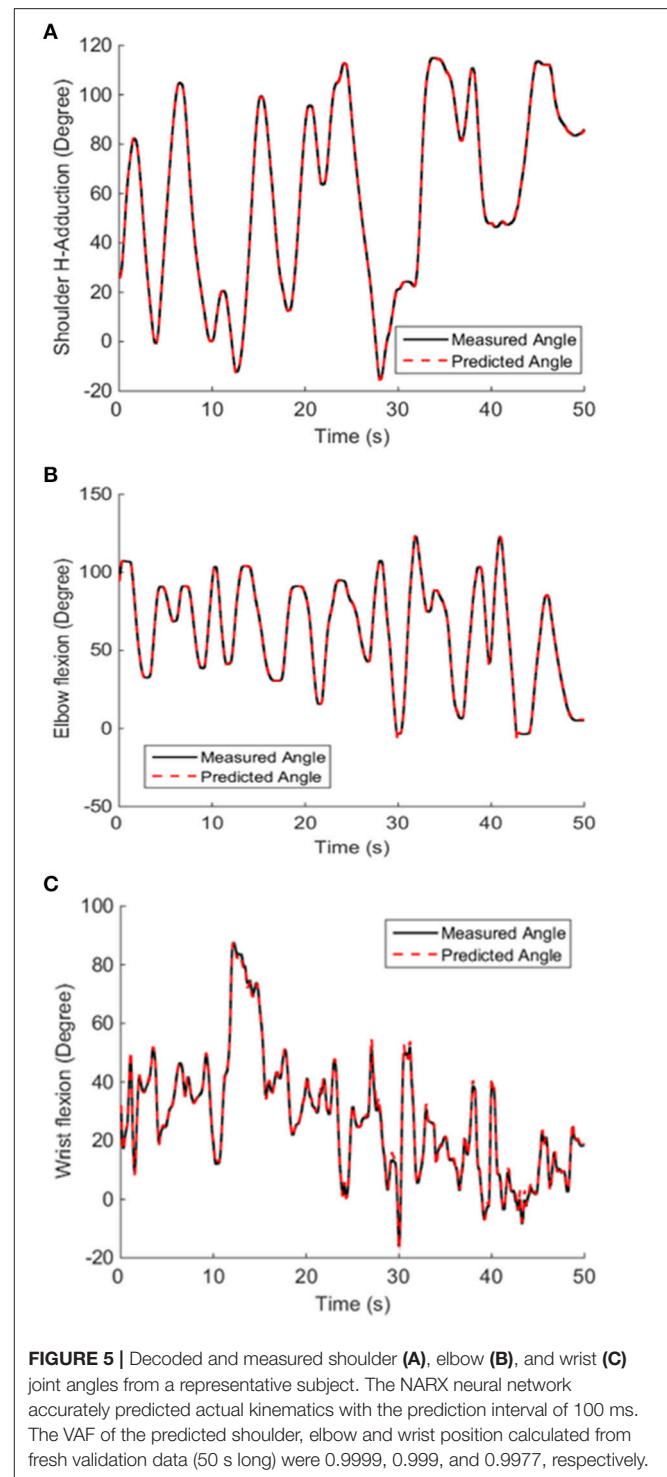 A
120
100
80
60
40
20
0
-20
Shoulder H-Adduction (Degree)
Measured Angle
Predicted Angle
0 10 20 30 40 50
Time (s)
B
150
100
50
0
-50
Elbow flexion (Degree)
Measured Angle
Predicted Angle
0 10 20 30 40 50
Time (s)
C
100
80
60
40
20
0
-20
Wrist flexion (Degree)
Measured Angle
Predicted Angle
0 10 20 30 40 50
Time (s)
FIGURE 5 | Decoded and measured shoulder (A), elbow (B), and wrist (C)
joint angles from a representative subject. The NARX neural network
accurately predicted actual kinematics with the prediction interval of 100 ms.
The VAF of the predicted shoulder, elbow and wrist position calculated from
fresh validation data (50 s long) were 0.9999, 0.999, and 0.9977, respectively.